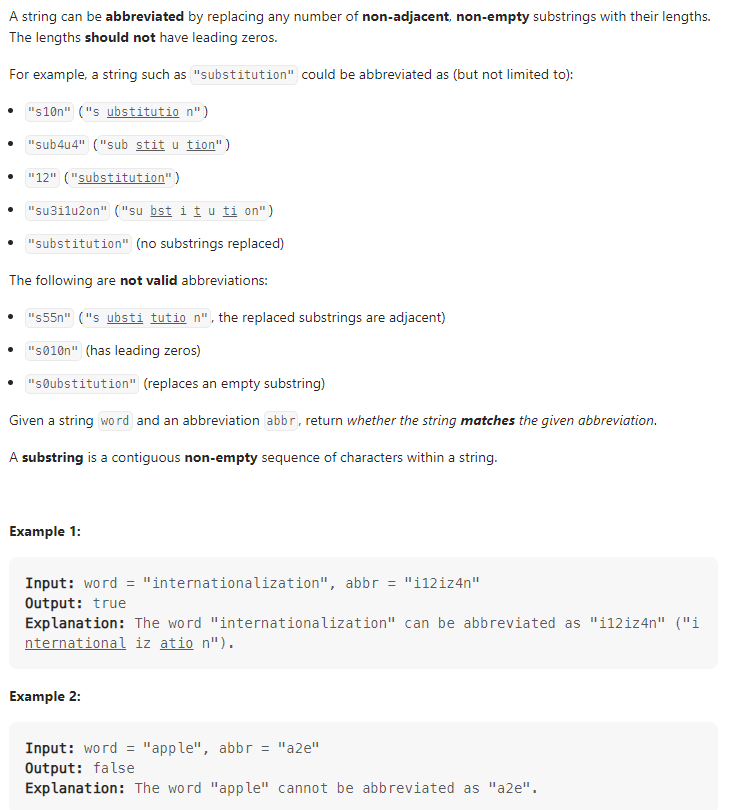 A string can be abbreviated by replacing any number of non-adjacent, non-empty substrings with their lengths.
The lengths should not have leading zeros.
For example, a string such as "substitution" could be abbreviated as (but not limited to):
• "s10n" ("s ubstitutio n")
• "sub4u4" ("sub stit u tion")
• "12" ("substitution")
• "su3i1u2on" ("su bst i t u ti on")
• "substitution" (no substrings replaced)
The following are not valid abbreviations:
• "s55n" ("s ubsti tutio n", the replaced substrings are adjacent)
• "s010n" (has leading zeros)
• "s0ubstitution" (replaces an empty substring)
Given a string word and an abbreviation abbr, return whether the string matches the given abbreviation.
A substring is a contiguous non-empty sequence of characters within a string.
Example 1:
Input: word = "internationalization", abbr = "i12iz4n"
Output: true
Explanation: The word "internationalization" can be abbreviated as "i12iz4n" ("i
nternational iz atio n").
Example 2:
Input: word = "apple", abbr = "a2e"
Output: false
Explanation: The word "apple" cannot be abbreviated as "a2e".